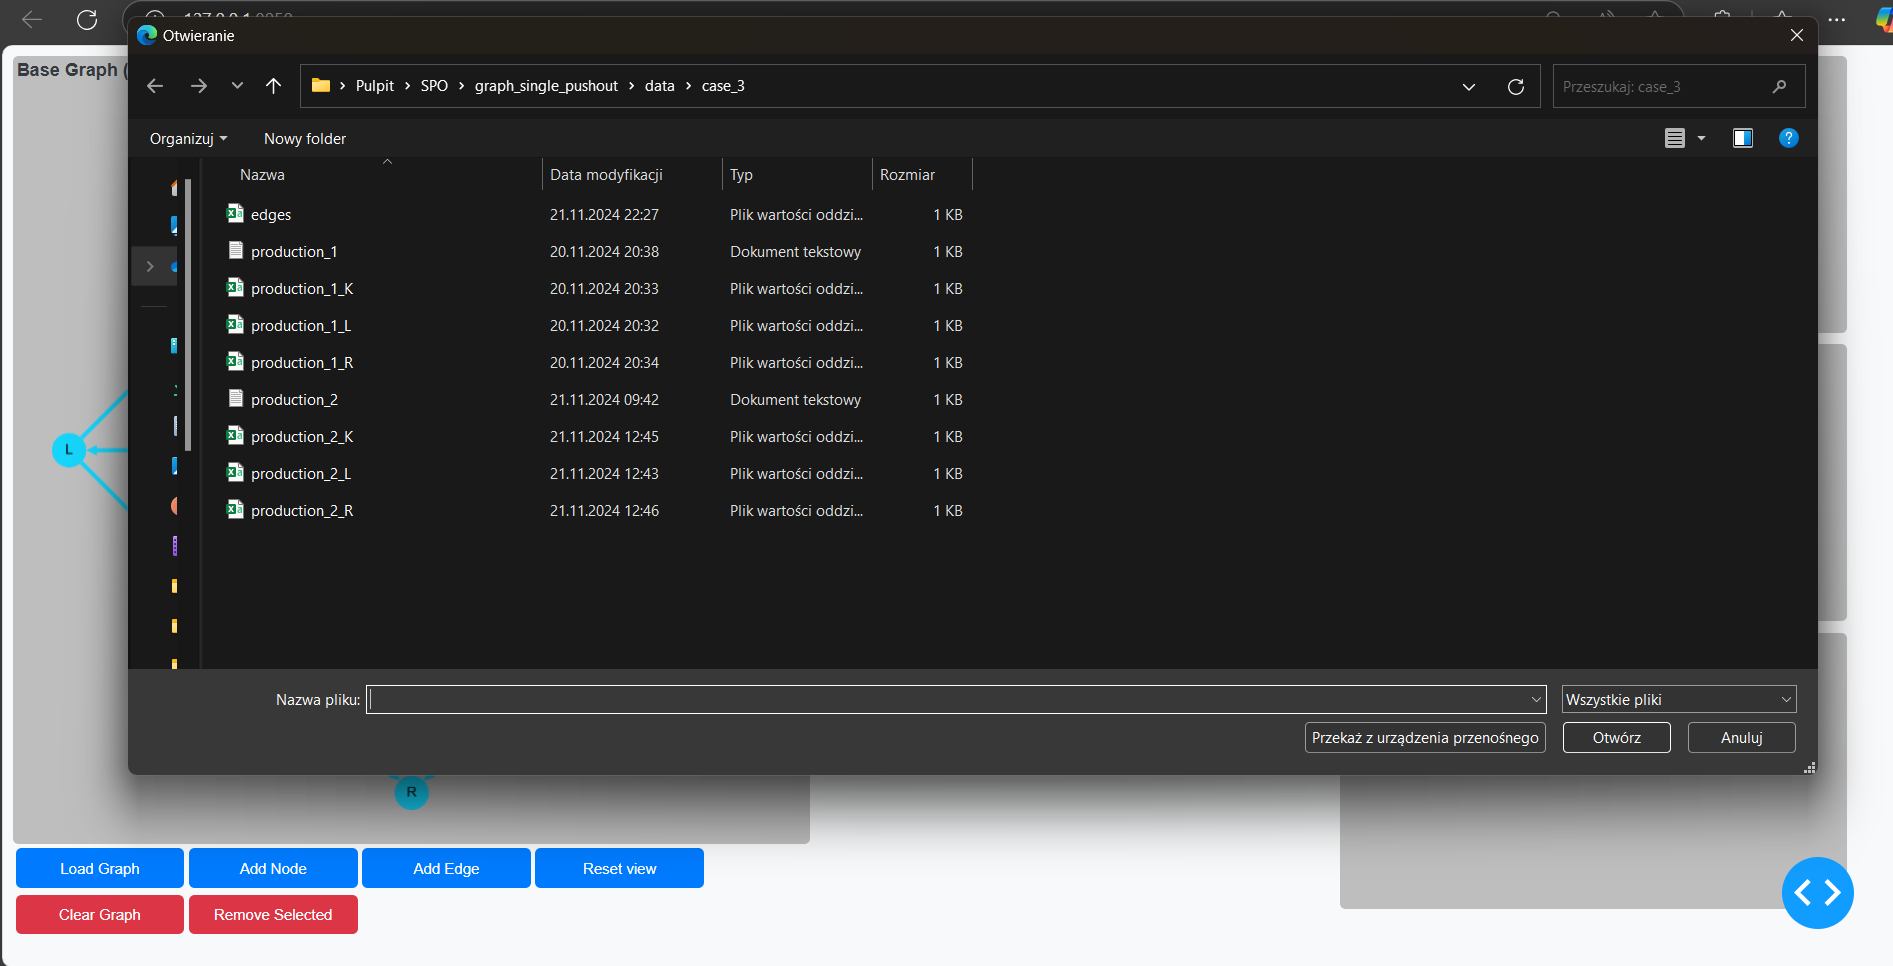 Otwieranie
Pulpit SPO graph_single_pushout data case_3
Przeszukaj: case_3
Organizuj Nowy folder
Nazwa Data modyfikacji Typ Rozmiar
edges 21.11.2024 22:27 Plik wartości oddzi... 1 KB
production_1 20.11.2024 20:38 Dokument tekstowy 1 KB
production_1_K 20.11.2024 20:33 Plik wartości oddzi... 1 KB
production_1_L 20.11.2024 20:32 Plik wartości oddzi... 1 KB
production_1_R 20.11.2024 20:34 Plik wartości oddzi... 1 KB
production_2 21.11.2024 09:42 Dokument tekstowy 1 KB
production_2_K 21.11.2024 12:45 Plik wartości oddzi... 1 KB
production_2_L 21.11.2024 12:43 Plik wartości oddzi... 1 KB
production_2_R 21.11.2024 12:46 Plik wartości oddzi... 1 KB
Nazwa pliku: Wszystkie pliki
Przekaż z urządzenia przenośnego Otwórz Anuluj
Base Graph (
L
R
Load Graph Add Node Add Edge Reset view
Clear Graph Remove Selected